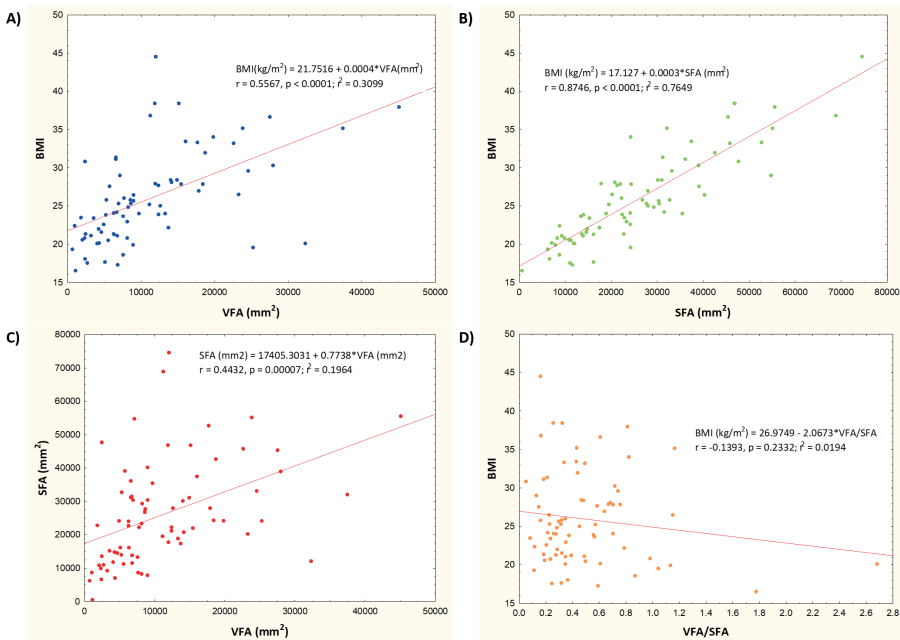 A)
BMI(kg/m²) = 21.7516 + 0.0004*VFA(mm²)
r = 0.5567, p < 0.0001; r² = 0.3099
BMI
50
45
40
35
30
25
20
15
0 10000 20000 30000 40000 50000
VFA (mm²)
B)
BMI (kg/m²) = 17.127 + 0.0003*SFA (mm²)
r = 0.8746, p < 0.0001; r² = 0.7649
BMI
50
45
40
35
30
25
20
15
0 10000 20000 30000 40000 50000 60000 70000 80000
SFA (mm²)
C)
SFA (mm2) = 17405.3031 + 0.7738*VFA (mm2)
r = 0.4432, p = 0.00007; r² = 0.1964
SFA (mm²)
80000
70000
60000
50000
40000
30000
20000
10000
0000
0 10000 20000 30000 40000 50000
VFA (mm²)
D)
BMI (kg/m²) = 26.9749 - 2.0673*VFA/SFA
r = -0.1393, p = 0.2332; r² = 0.0194
BMI
50
45
40
35
30
25
20
15
0.0 0.2 0.4 0.6 0.8 1.0 1.2 1.4 1.6 1.8 2.0 2.2 2.4 2.6 2.8
VFA/SFA